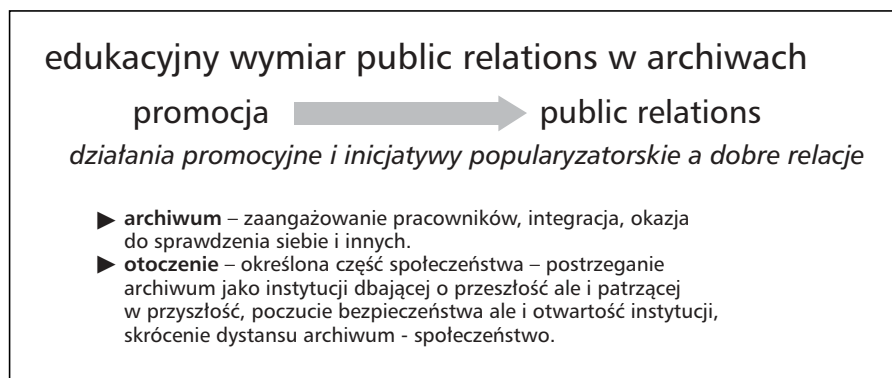 edukacyjny wymiar public relations w archiwach
promocja public relations
działania promocyjne i inicjatywy popularyzatorskie a dobre relacje
► archiwum – zaangażowanie pracowników, integracja, okazja
do sprawdzenia siebie i innych.
► otoczenie – określona część społeczeństwa – postrzeganie
archiwum jako instytucji dbającej o przeszłość ale i patrzącej
w przyszłość, poczucie bezpieczeństwa ale i otwartość instytucji,
skrócenie dystansu archiwum - społeczeństwo.